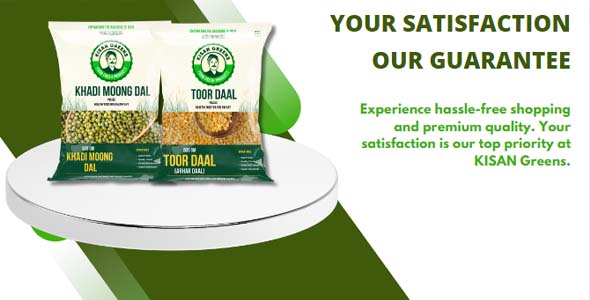 YOUR SATISFACTION
OUR GUARANTEE
Experience hassle-free shopping
and premium quality. Your
satisfaction is our top priority at
KISAN Greens.
KISAN GREENS
KHADI MOONG DAL
KHADI MOONG
DAL
KISAN GREENS
TOOR DAAL
TOOR DAAL
(ARHAR DAAL)